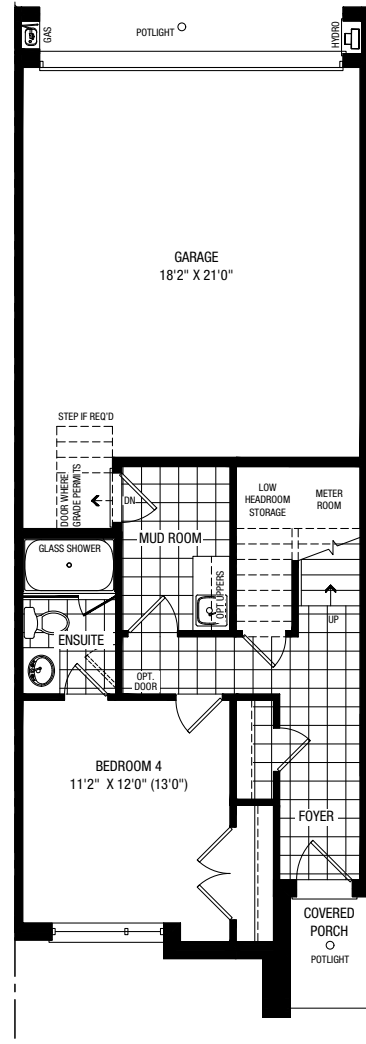 GAS
POTLIGHT
HYDRO
GARAGE
18'2" X 21'0"
STEP IF REQ'D
DOOR WHERE
GRADE PERMITS
DN
LOW
HEADROOM
STORAGE
METER
ROOM
MUD ROOM
GLASS SHOWER
OPT UPPERS
UP
ENSUITE
OPT.
DOOR
BEDROOM 4
11'2" X 12'0" (13'0")
FOYER
COVERED
PORCH
POTLIGHT